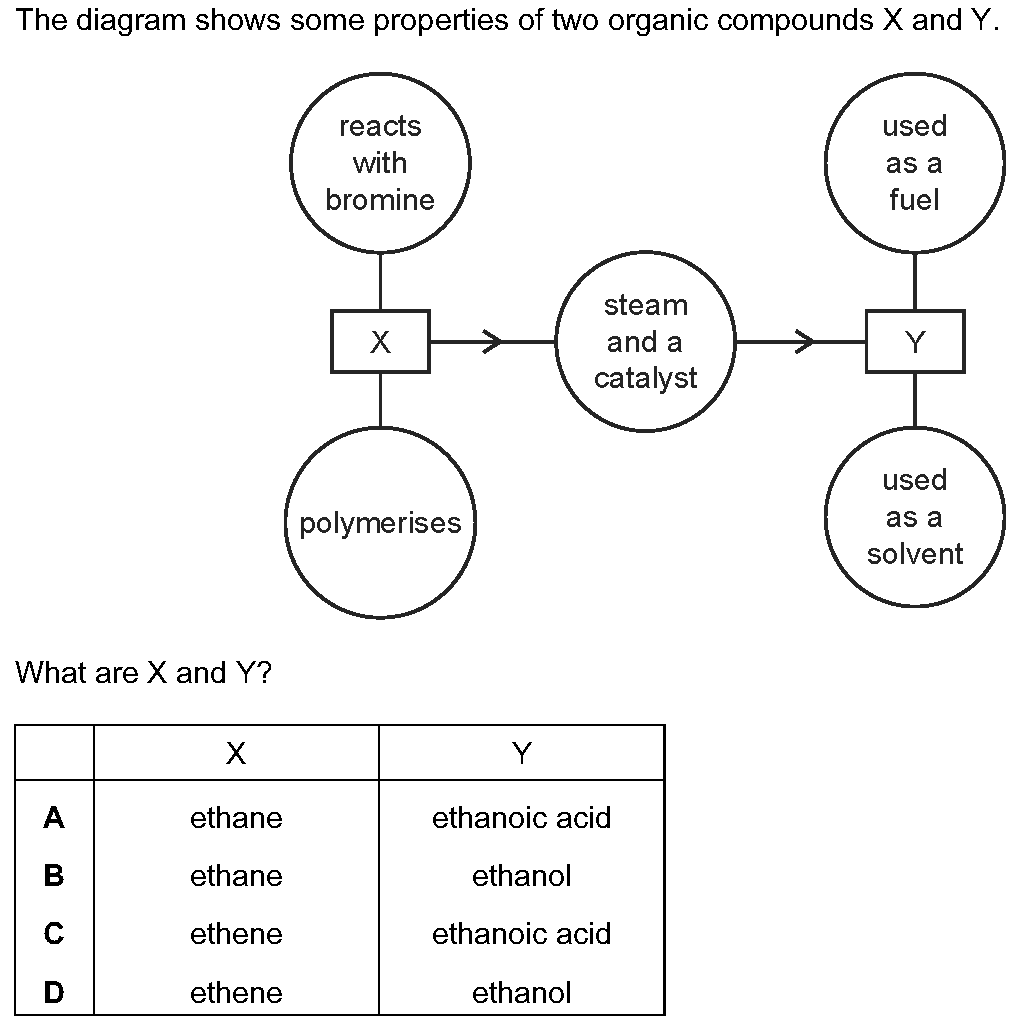 The diagram shows some properties of two organic compounds X and Y.
reacts
with
bromine
used
as a
fuel
X
steam
and a
catalyst
Y
polymerises
used
as a
solvent
What are X and Y?
X Y
A ethane ethanoic acid
B ethane ethanol
C ethene ethanoic acid
D ethene ethanol